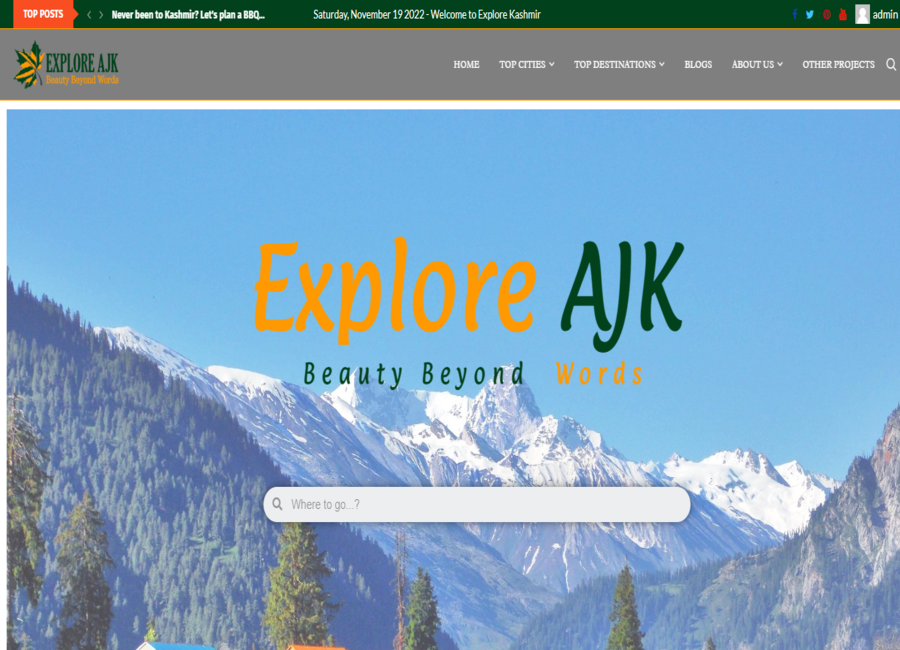 TOP POSTS Never been to Kashmir? Let's plan a BBQ... Saturday, November 19 2022 - Welcome to Explore Kashmir admin
EXPLORE AJK
Beauty Beyond Words
HOME TOP CITIES TOP DESTINATIONS BLOGS ABOUT US OTHER PROJECTS
Explore AJK
Beauty Beyond Words
Where to go...?